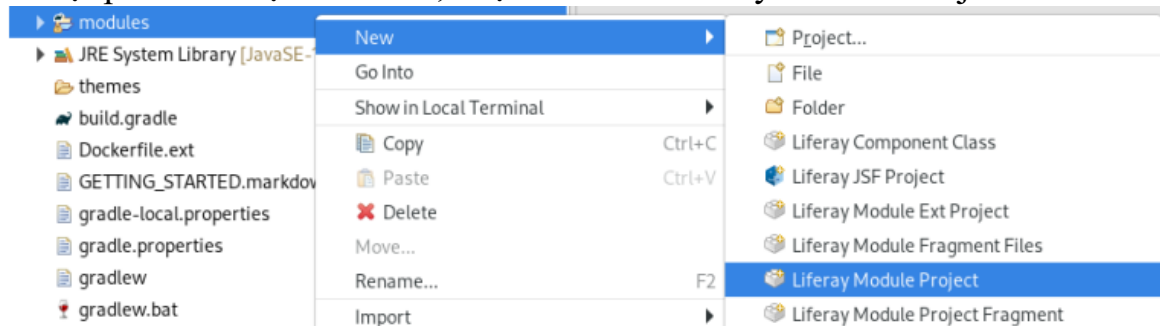 modules
JRE System Library [JavaSE-
themes
build.gradle
Dockerfile.ext
GETTING_STARTED.markdov
gradle-local.properties
gradle.properties
gradlew
gradlew.bat
New
Go Into
Show in Local Terminal
Copy Ctrl+C
Paste Ctrl+V
Delete
Move...
Rename... F2
Import
Project...
File
Folder
Liferay Component Class
Liferay JSF Project
Liferay Module Ext Project
Liferay Module Fragment Files
Liferay Module Project
Liferay Module Project Fragment